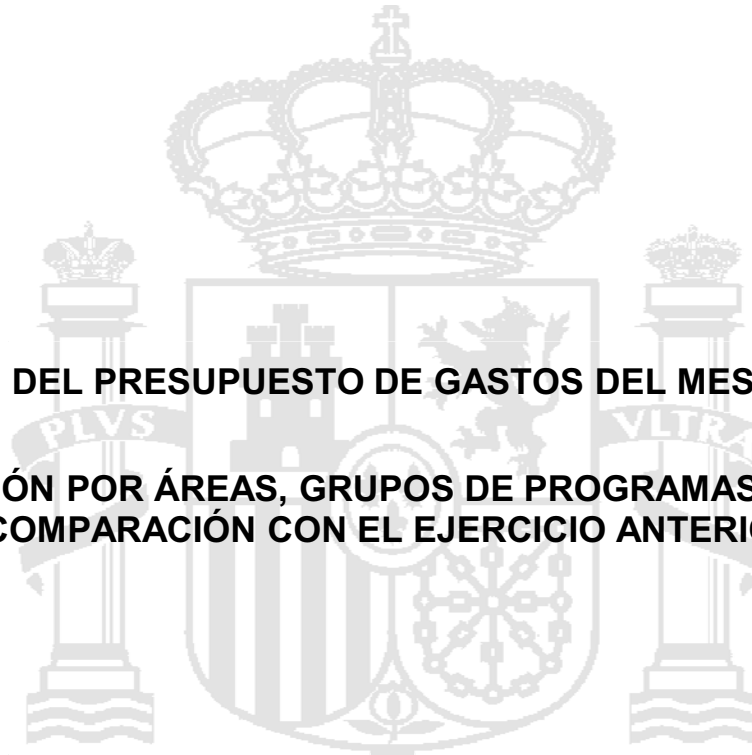 DEL PRESUPUESTO DE GASTOS DEL MES
PLVS
VLTRA
ÓN POR ÁREAS, GRUPOS DE PROGRAMAS
COMPARACIÓN CON EL EJERCICIO ANTERI